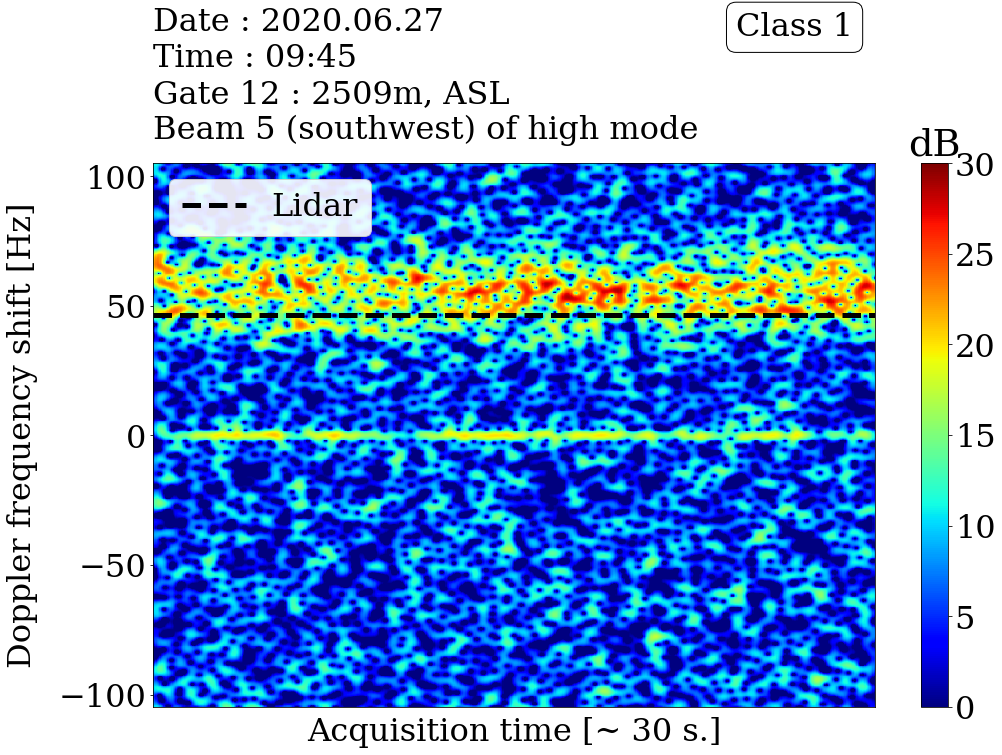 Date : 2020.06.27
Time : 09:45
Gate 12 : 2509m, ASL
Beam 5 (southwest) of high mode
Class 1
dB
Lidar
Doppler frequency shift [Hz]
100
50
0
−50
−100
Acquisition time [~ 30 s.]
30
25
20
15
10
5
0